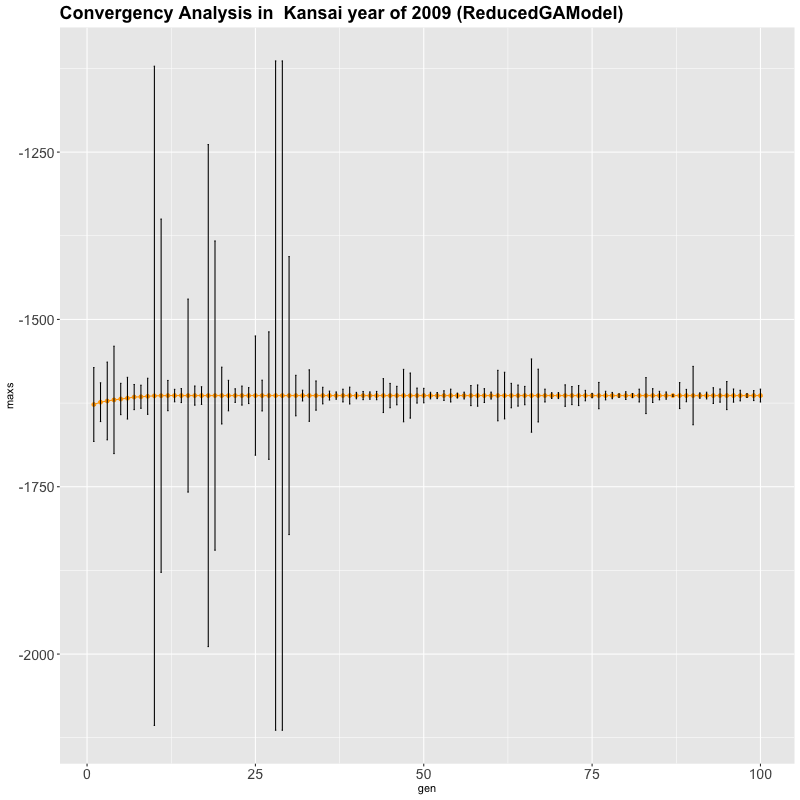 Convergency Analysis in  Kansai year of 2009 (ReducedGAModel)
-1250
-1500
-1750
-2000
maxs
0 25 50 75 100
gen